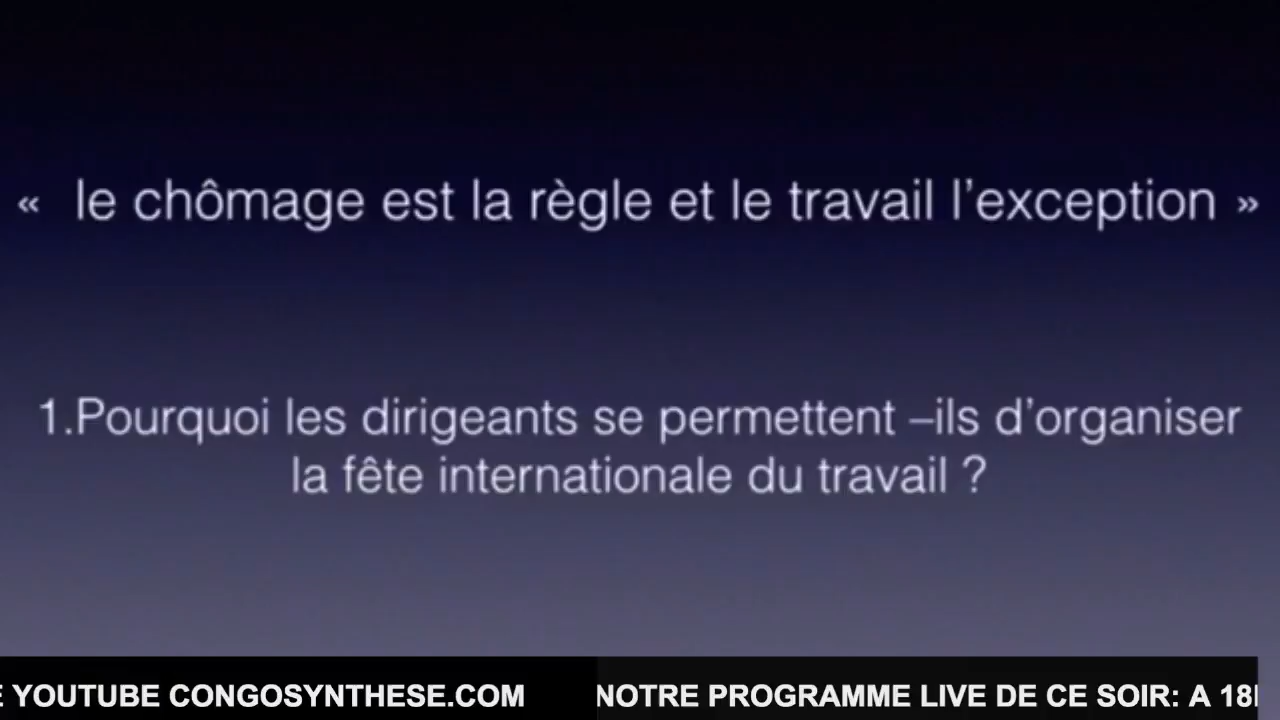 « le chômage est la règle et le travail l’exception »
1.Pourquoi les dirigeants se permettent –ils d’organiser
la fête internationale du travail ?
YOUTUBE CONGOSYNTHESE.COM NOTRE PROGRAMME LIVE DE CE SOIR: A